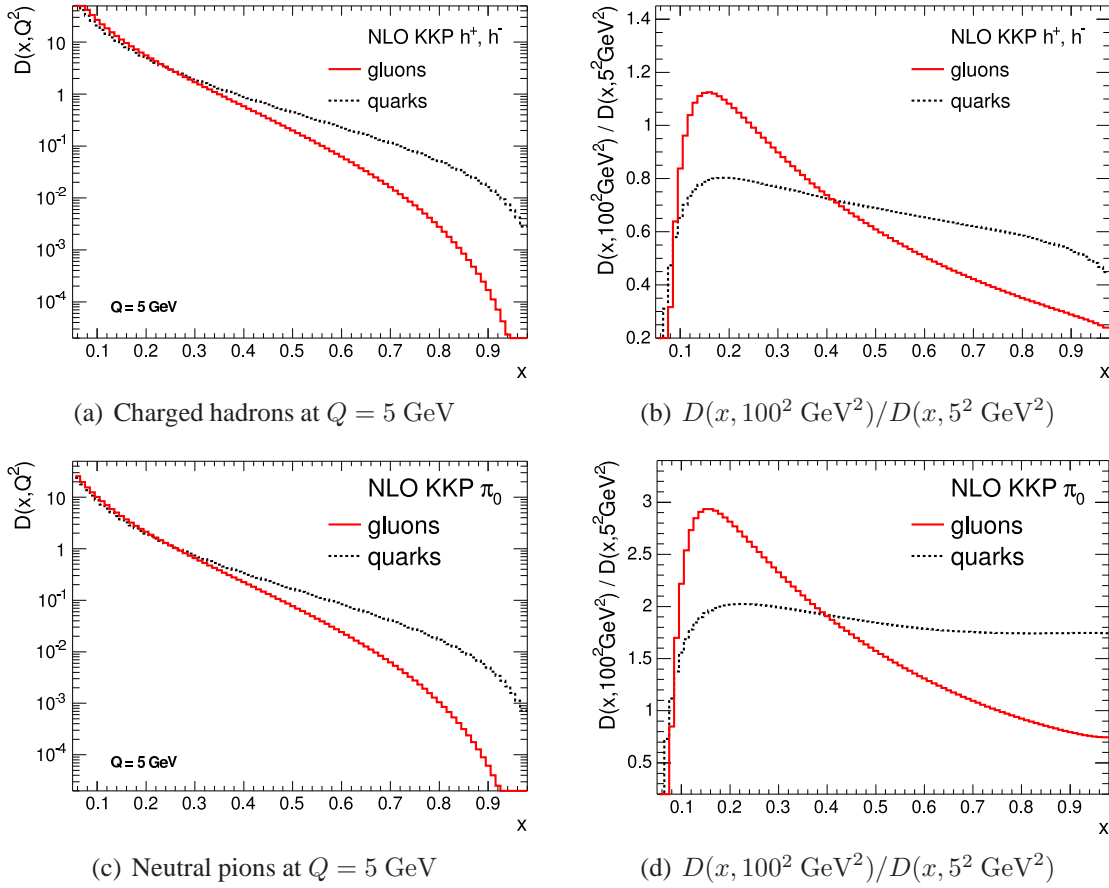 D(x,Q²)
10
1
10⁻¹
10⁻²
10⁻³
10⁻⁴
NLO KKP h⁺, h⁻
gluons
quarks
Q = 5 GeV
0.1 0.2 0.3 0.4 0.5 0.6 0.7 0.8 0.9
x
(a) Charged hadrons at Q = 5 GeV
D(x,100²GeV²) / D(x,5²GeV²)
1.4
1.2
1
0.8
0.6
0.4
0.2
NLO KKP h⁺, h⁻
gluons
quarks
0.1 0.2 0.3 0.4 0.5 0.6 0.7 0.8 0.9
x
(b) D(x, 100² GeV²)/D(x, 5² GeV²)
D(x,Q²)
10
1
10⁻¹
10⁻²
10⁻³
10⁻⁴
NLO KKP π₀
gluons
quarks
Q = 5 GeV
0.1 0.2 0.3 0.4 0.5 0.6 0.7 0.8 0.9
x
(c) Neutral pions at Q = 5 GeV
D(x,100²GeV²) / D(x,5²GeV²)
3
2.5
2
1.5
1
0.5
NLO KKP π₀
gluons
quarks
0.1 0.2 0.3 0.4 0.5 0.6 0.7 0.8 0.9
x
(d) D(x, 100² GeV²)/D(x, 5² GeV²)